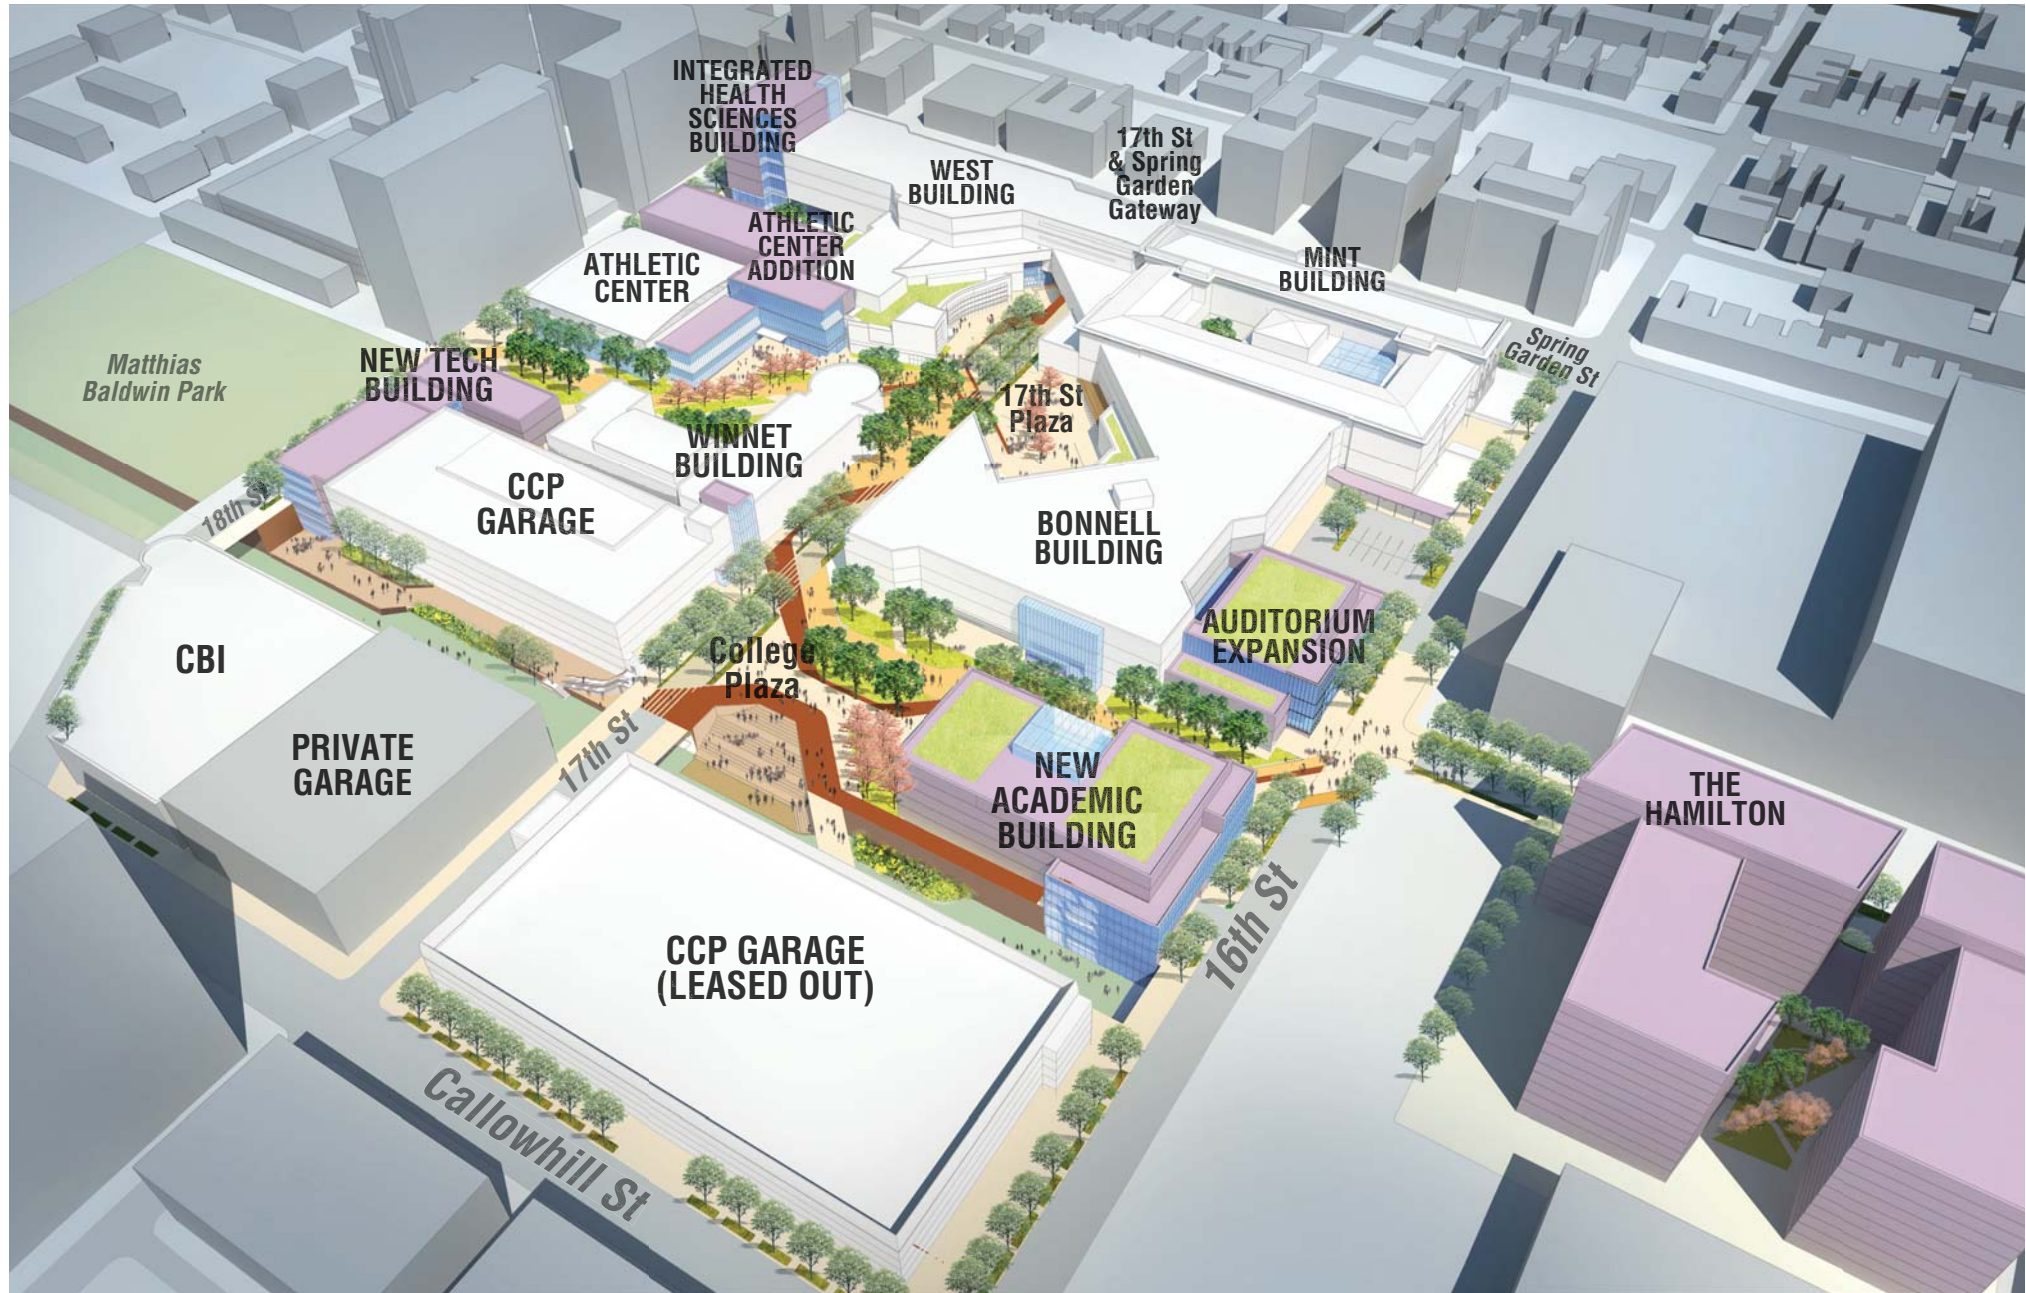 INTEGRATED
HEALTH
SCIENCES
BUILDING
WEST
BUILDING
17th St
& Spring
Garden
Gateway
ATHLETIC
CENTER
ADDITION
ATHLETIC
CENTER
MINT
BUILDING
Spring
Garden St
Matthias
Baldwin Park
NEW TECH
BUILDING
17th St
Plaza
WINNET
BUILDING
CCP
GARAGE
18th St
BONNELL
BUILDING
AUDITORIUM
EXPANSION
CBI
College
Plaza
PRIVATE
GARAGE
17th St
NEW
ACADEMIC
BUILDING
THE
HAMILTON
16th St
CCP GARAGE
(LEASED OUT)
Callowhill St